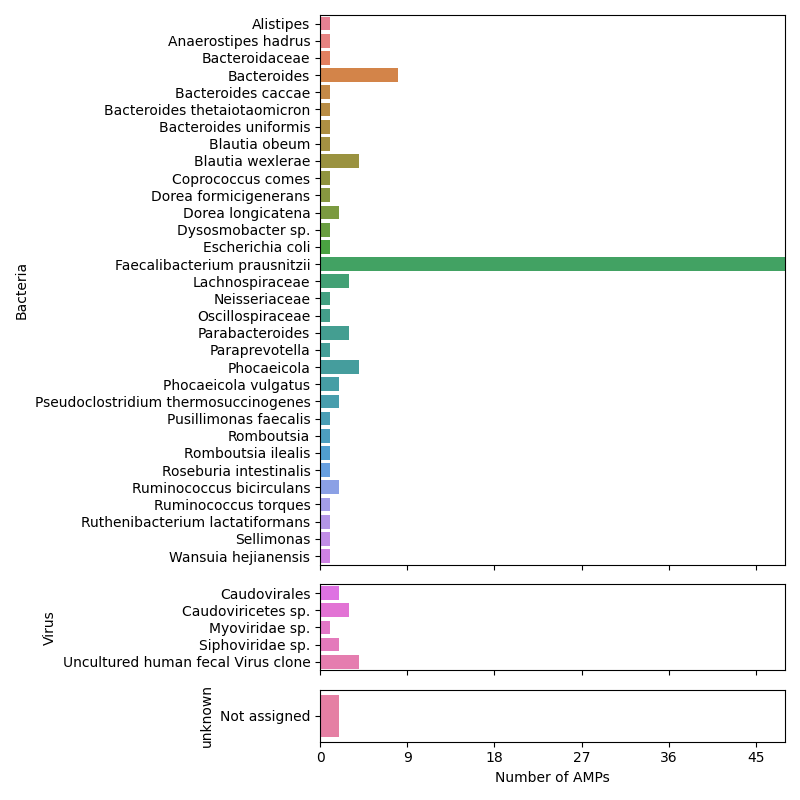 Bacteria
Alistipes
Anaerostipes hadrus
Bacteroidaceae
Bacteroides
Bacteroides caccae
Bacteroides thetaiotaomicron
Bacteroides uniformis
Blautia obeum
Blautia wexlerae
Coprococcus comes
Dorea formicigenerans
Dorea longicatena
Dysosmobacter sp.
Escherichia coli
Faecalibacterium prausnitzii
Lachnospiraceae
Neisseriaceae
Oscillospiraceae
Parabacteroides
Paraprevotella
Phocaeicola
Phocaeicola vulgatus
Pseudoclostridium thermosuccinogenes
Pusillimonas faecalis
Romboutsia
Romboutsia ilealis
Roseburia intestinalis
Ruminococcus bicirculans
Ruminococcus torques
Ruthenibacterium lactatiformans
Sellimonas
Wansuia hejianensis
Virus
Caudovirales
Caudoviricetes sp.
Myoviridae sp.
Siphoviridae sp.
Uncultured human fecal Virus clone
unknown
Not assigned
0 9 18 27 36 45
Number of AMPs